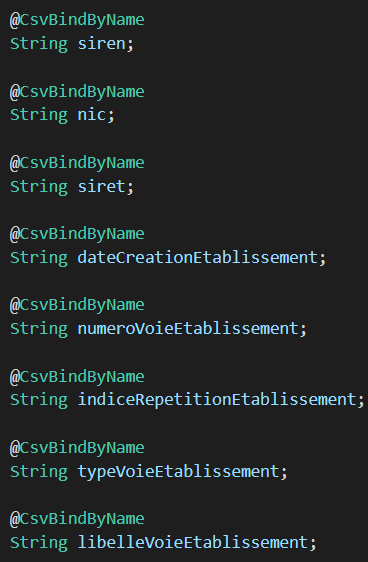 @CsvBindByName
String siren;
@CsvBindByName
String nic;
@CsvBindByName
String siret;
@CsvBindByName
String dateCreationEtablissement;
@CsvBindByName
String numeroVoieEtablissement;
@CsvBindByName
String indiceRepetitionEtablissement;
@CsvBindByName
String typeVoieEtablissement;
@CsvBindByName
String libelleVoieEtablissement;